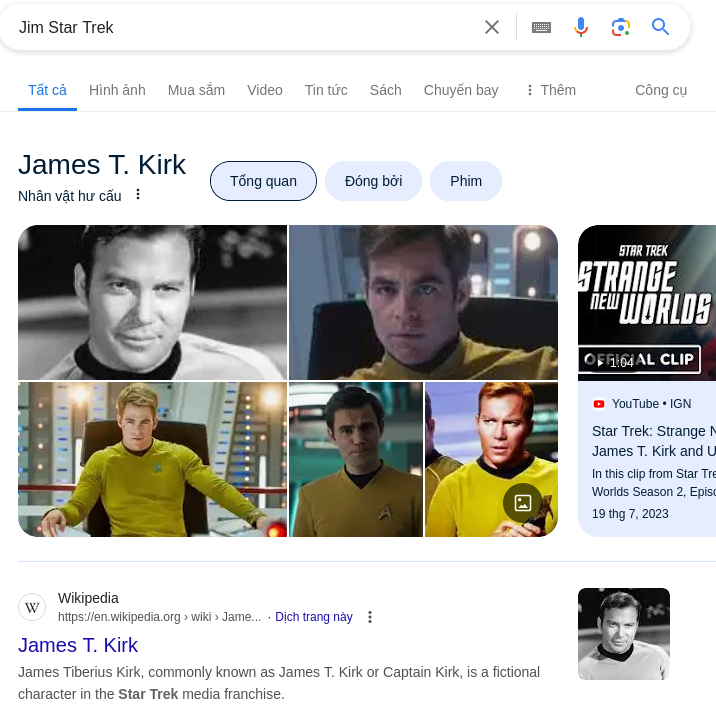 Jim Star Trek
Tất cả
Hình ảnh
Mua sắm
Video
Tin tức
Sách
Chuyến bay
Thêm
Công cụ
James T. Kirk
Nhân vật hư cấu
Tổng quan
Đóng bởi
Phim
STAR TREK
STRANGE
NEW WORLDS
OFFICIAL CLIP
1:04
YouTube • IGN
Star Trek: Strange N
James T. Kirk and U
In this clip from Star Tre
Worlds Season 2, Episo
19 thg 7, 2023
W
Wikipedia
https://en.wikipedia.org › wiki › Jame... · Dịch trang này
James T. Kirk
James Tiberius Kirk, commonly known as James T. Kirk or Captain Kirk, is a fictional
character in the Star Trek media franchise.